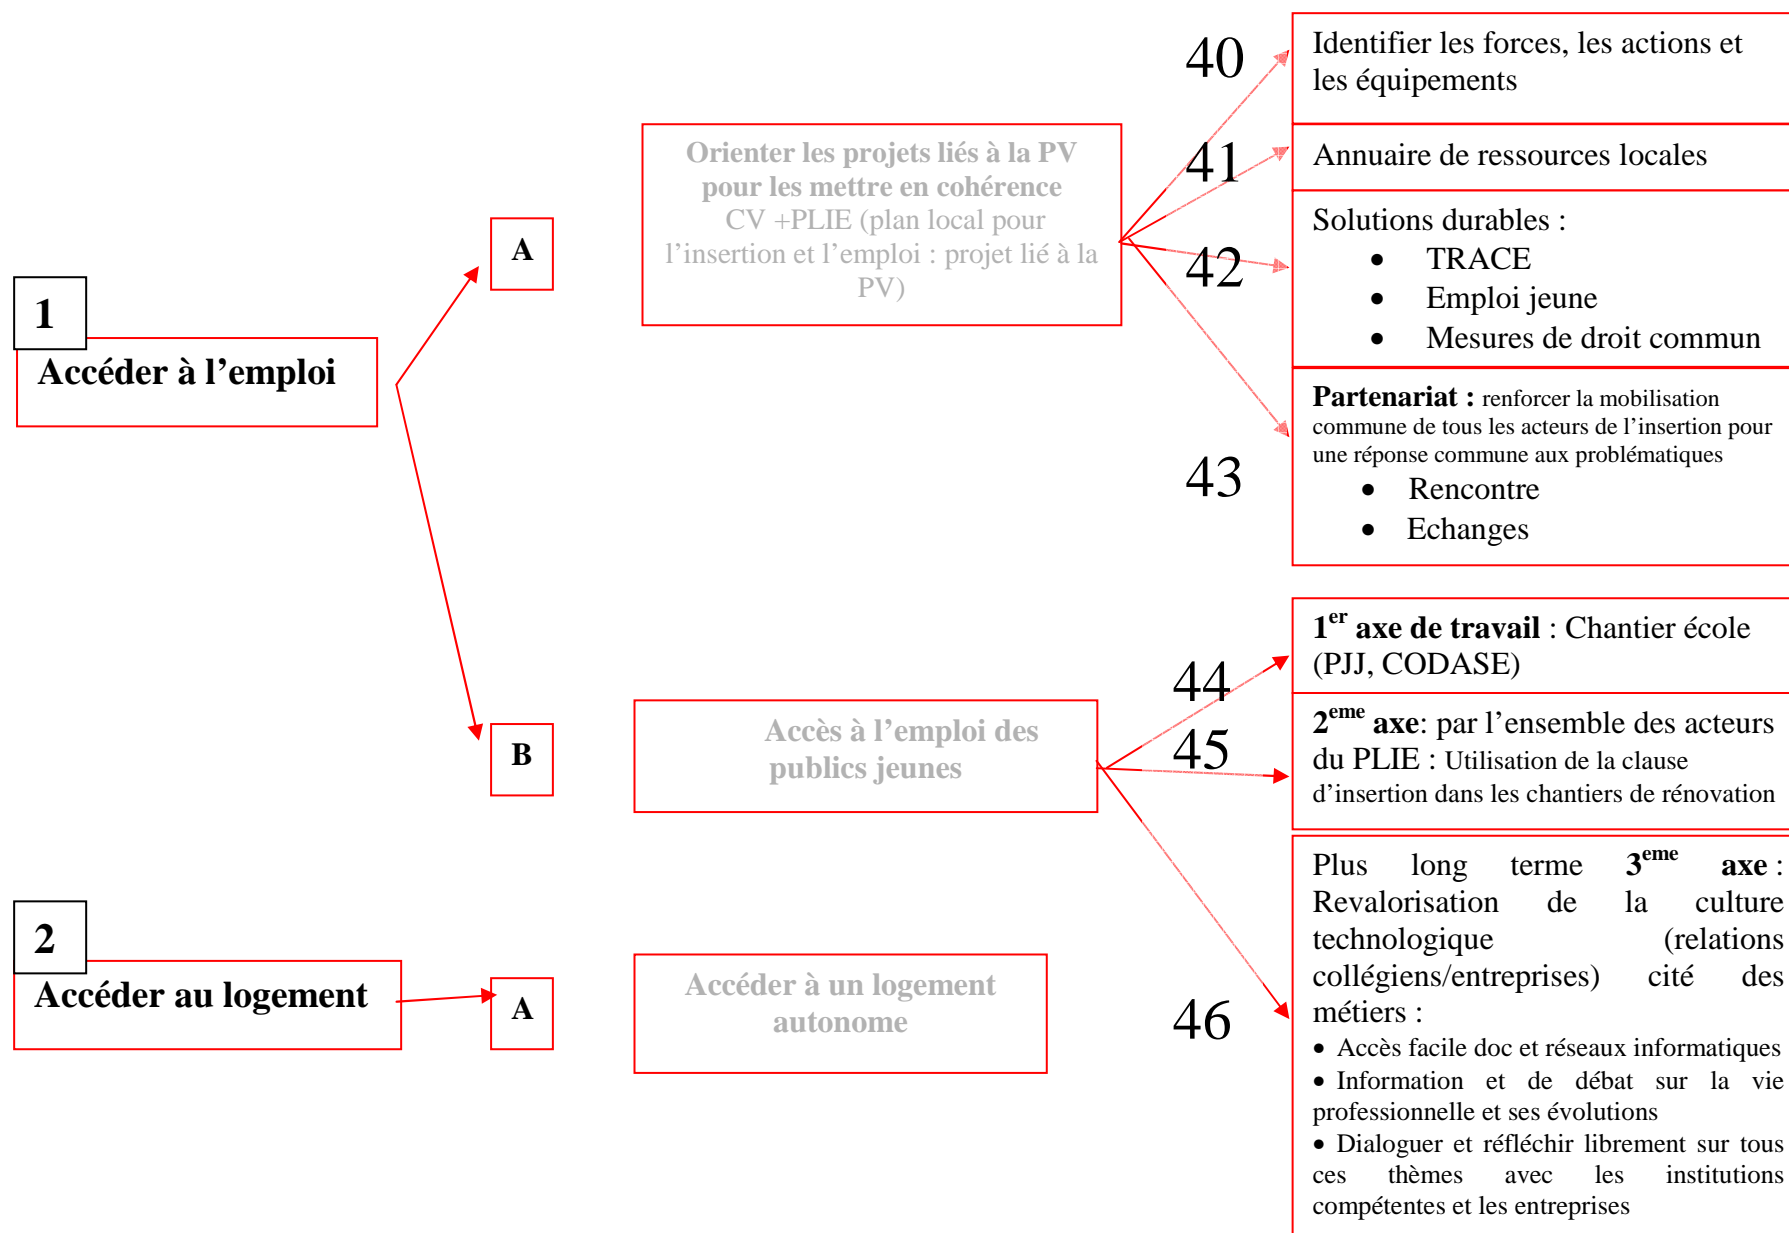 1
Accéder à l’emploi
A
Orienter les projets liés à la PV
pour les mettre en cohérence
CV +PLIE (plan local pour
l’insertion et l’emploi : projet lié à la
PV)
40
Identifier les forces, les actions et
les équipements
41
Annuaire de ressources locales
42
Solutions durables :
• TRACE
• Emploi jeune
• Mesures de droit commun
43
Partenariat : renforcer la mobilisation
commune de tous les acteurs de l’insertion pour
une réponse commune aux problématiques
• Rencontre
• Echanges
B
Accès à l’emploi des
publics jeunes
44
1er axe de travail : Chantier école
(PJJ, CODASE)
45
2eme axe: par l’ensemble des acteurs
du PLIE : Utilisation de la clause
d’insertion dans les chantiers de rénovation
46
Plus long terme 3eme axe :
Revalorisation de la culture
technologique (relations
collégiens/entreprises) cité des
métiers :
• Accès facile doc et réseaux informatiques
• Information et de débat sur la vie
professionnelle et ses évolutions
• Dialoguer et réfléchir librement sur tous
ces thèmes avec les institutions
compétentes et les entreprises
2
Accéder au logement
A
Accéder à un logement
autonome